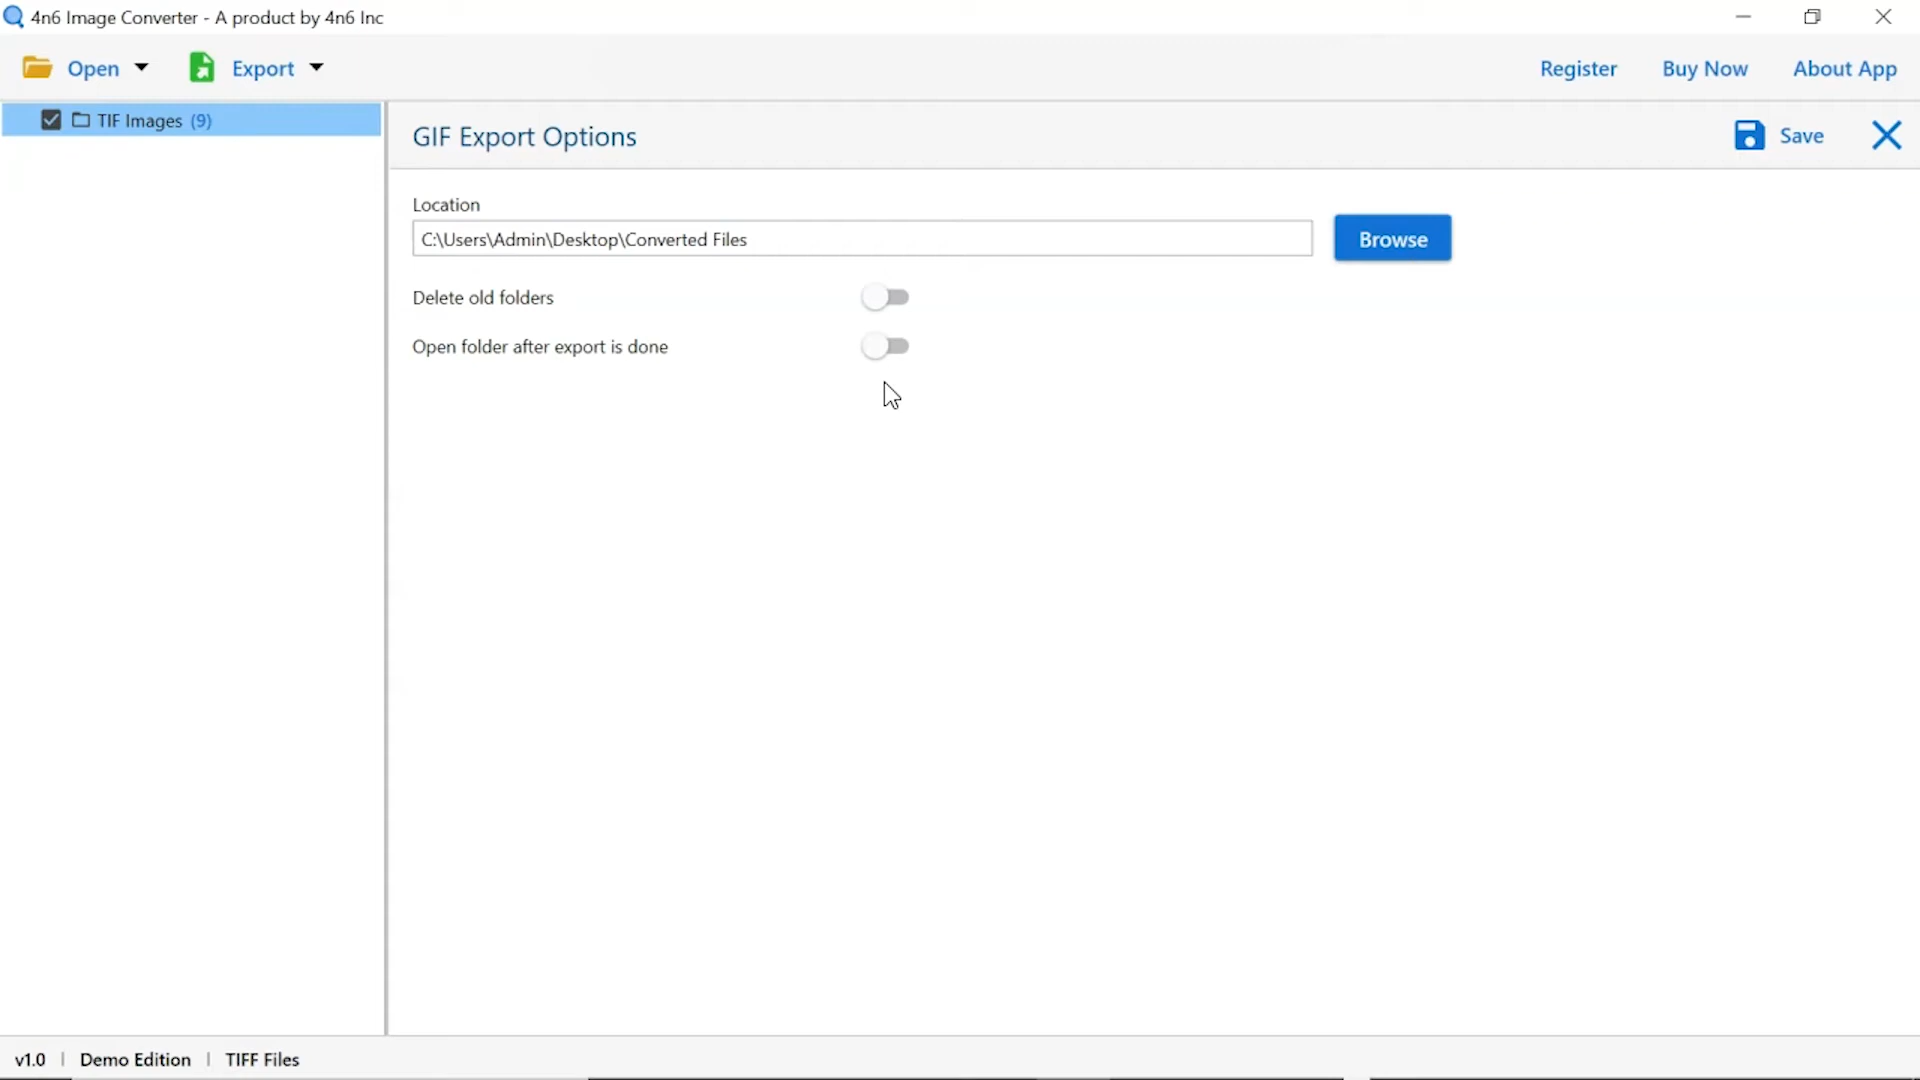 4n6 Image Converter - A product by 4n6 Inc
Open Export Register Buy Now About App
TIF Images (9)
GIF Export Options Save
Location
C:\Users\Admin\Desktop\Converted Files Browse
Delete old folders
Open folder after export is done
v1.0 | Demo Edition | TIFF Files